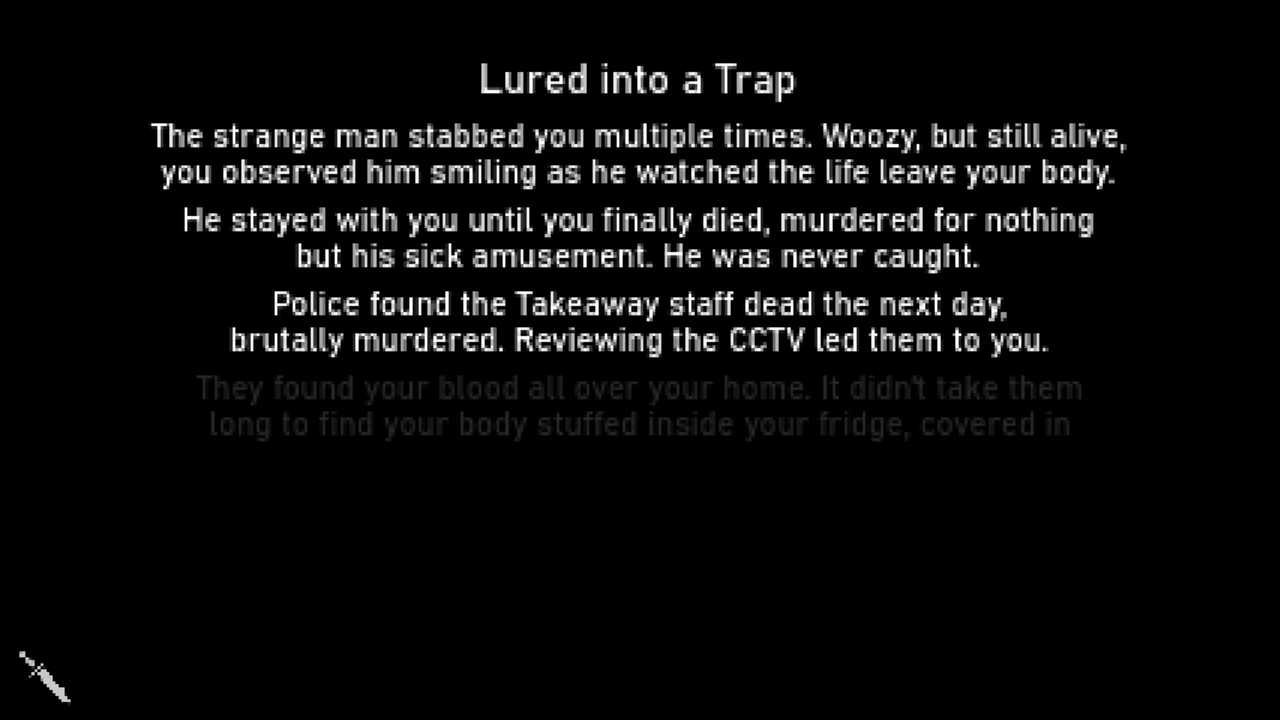 Lured into a Trap
The strange man stabbed you multiple times. Woozy, but still alive,
you observed him smiling as he watched the life leave your body.
He stayed with you until you finally died, murdered for nothing
but his sick amusement. He was never caught.
Police found the Takeaway staff dead the next day,
brutally murdered. Reviewing the CCTV led them to you.
They found your blood all over your home. It didn't take them
long to find your body stuffed inside your fridge, covered in